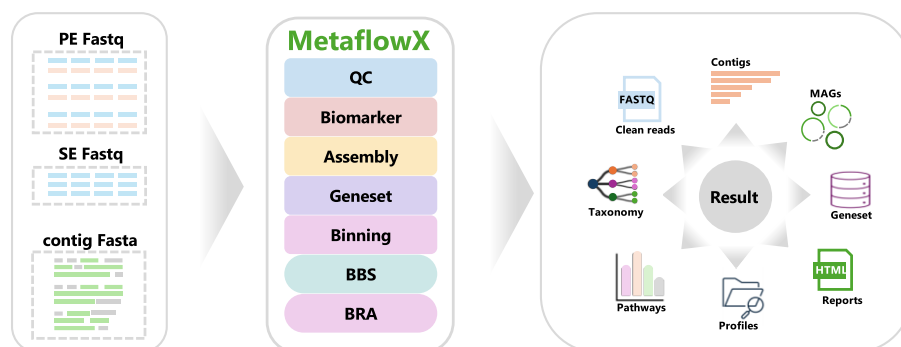 PE Fastq
SE Fastq
contig Fasta
MetaflowX
QC
Biomarker
Assembly
Geneset
Binning
BBS
BRA
Contigs
FASTQ
Clean reads
MAGs
Taxonomy
Result
Geneset
HTML
Reports
Pathways
Profiles